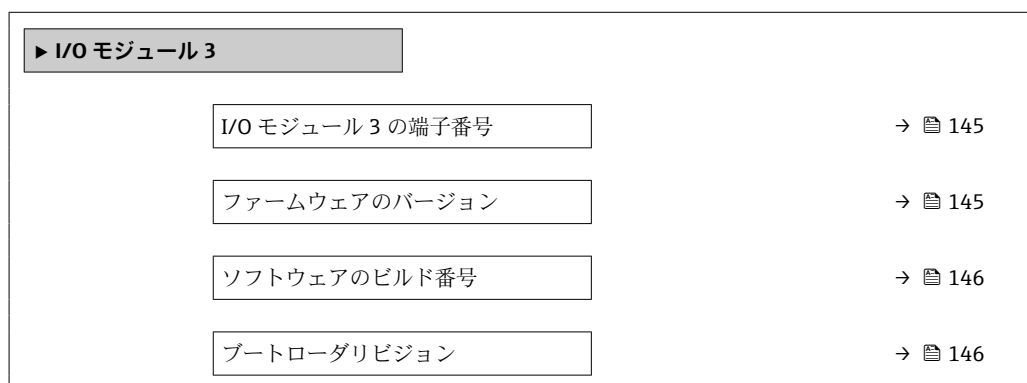 ▶ I/O モジュール 3
I/O モジュール 3 の端子番号 → 145
ファームウェアのバージョン → 145
ソフトウェアのビルド番号 → 146
ブートローダリビジョン → 146